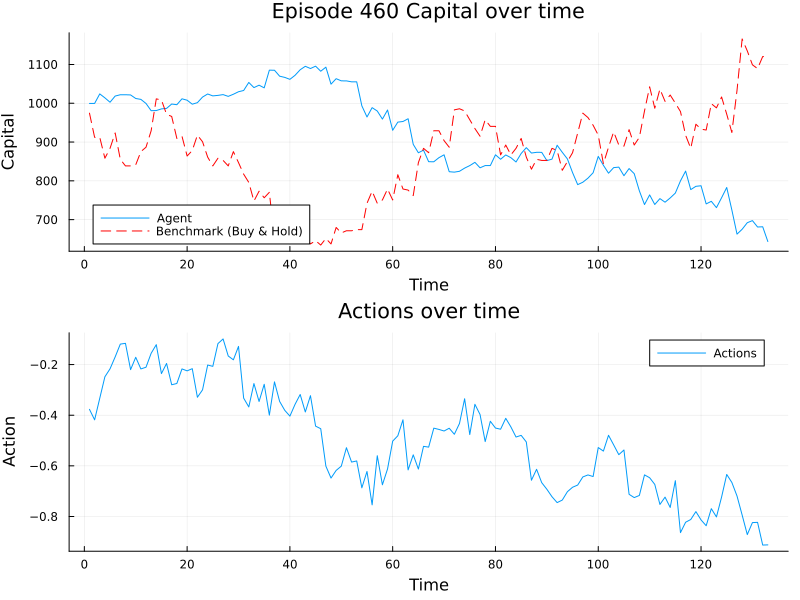 Episode 460 Capital over time
Capital
1100
1000
900
800
700
Agent
Benchmark (Buy & Hold)
0 20 40 60 80 100 120
Time
Actions over time
Action
−0.2
−0.4
−0.6
−0.8
Actions
0 20 40 60 80 100 120
Time